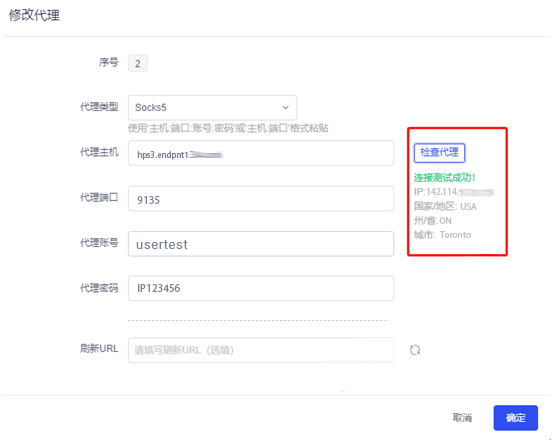 修改代理
序号 2
代理类型 Socks5
使用'主机:端口:账号:密码'或'主机:端口'格式粘贴
代理主机 hps3.endpnt1
检查代理
连接测试成功!
IP:142.114.
国家/地区: USA
州/省: ON
城市: Toronto
代理端口 9135
代理账号 usertest
代理密码 IP123456
刷新URL 请填写刷新URL（选填）
取消 确定